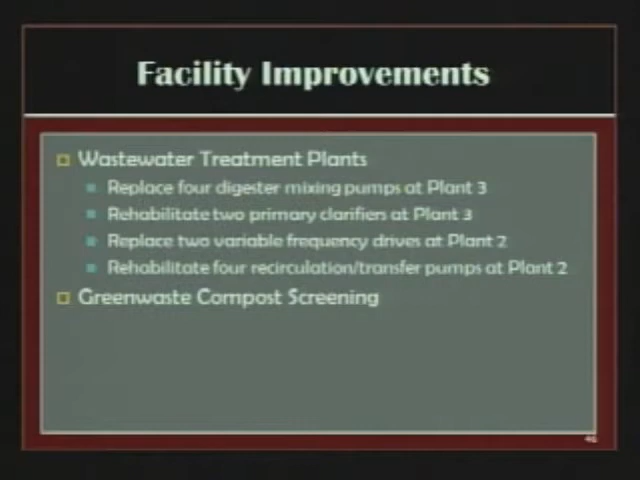 Facility Improvements
Wastewater Treatment Plants
Replace four digester mixing pumps at Plant 3
Rehabilitate two primary clarifiers at Plant 3
Replace two variable frequency drives at Plant 2
Rehabilitate four recirculation/transfer pumps at Plant 2
Greenwaste Compost Screening
46